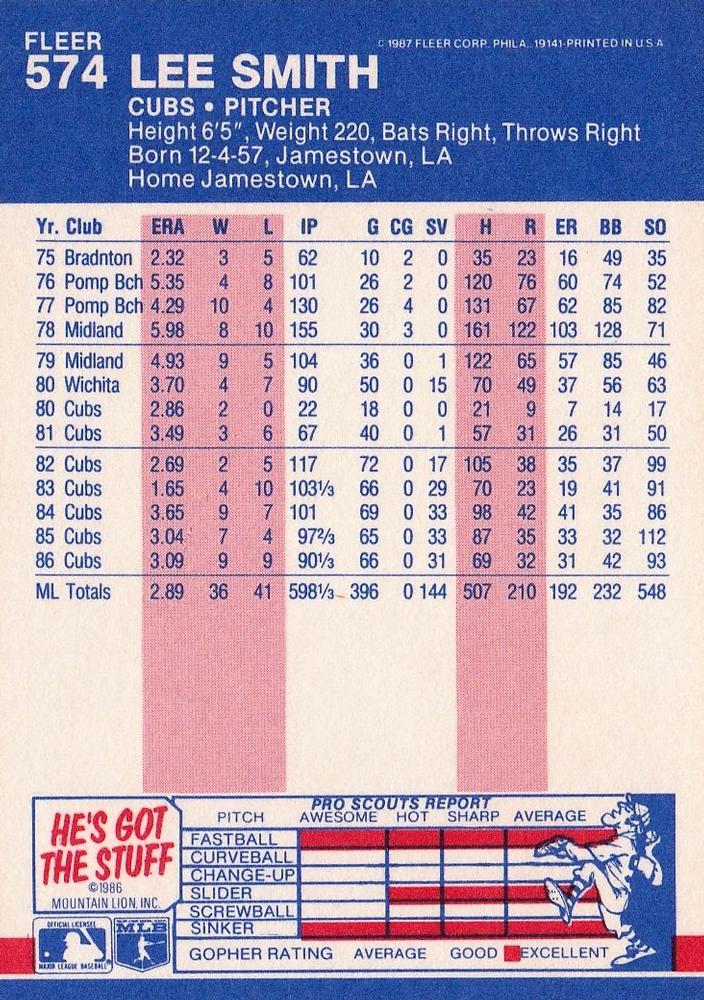 FLEER
© 1987 FLEER CORP. PHILA., 19141-PRINTED IN U S A
574 LEE SMITH
CUBS • PITCHER
Height 6'5", Weight 220, Bats Right, Throws Right
Born 12-4-57, Jamestown, LA
Home Jamestown, LA
Yr. Club ERA W L IP G CG SV H R ER BB SO
75 Bradnton 2.32 3 5 62 10 2 0 35 23 16 49 35
76 Pomp Bch 5.35 4 8 101 26 2 0 120 76 60 74 52
77 Pomp Bch 4.29 10 4 130 26 4 0 131 67 62 85 82
78 Midland 5.98 8 10 155 30 3 0 161 122 103 128 71
79 Midland 4.93 9 5 104 36 0 1 122 65 57 85 46
80 Wichita 3.70 4 7 90 50 0 15 70 49 37 56 63
80 Cubs 2.86 2 0 22 18 0 0 21 9 7 14 17
81 Cubs 3.49 3 6 67 40 0 1 57 31 26 31 50
82 Cubs 2.69 2 5 117 72 0 17 105 38 35 37 99
83 Cubs 1.65 4 10 103⅓ 66 0 29 70 23 19 41 91
84 Cubs 3.65 9 7 101 69 0 33 98 42 41 35 86
85 Cubs 3.04 7 4 97⅔ 65 0 33 87 35 33 32 112
86 Cubs 3.09 9 9 90⅓ 66 0 31 69 32 31 42 93
ML Totals 2.89 36 41 598⅓ 396 0 144 507 210 192 232 548
HE'S GOT
THE STUFF
©1986
MOUNTAIN LION, INC.
OFFICIAL LICENSEE
MAJOR LEAGUE BASEBALL
MLB
PRO SCOUTS REPORT
PITCH AWESOME HOT SHARP AVERAGE
FASTBALL
CURVEBALL
CHANGE-UP
SLIDER
SCREWBALL
SINKER
GOPHER RATING AVERAGE GOOD EXCELLENT